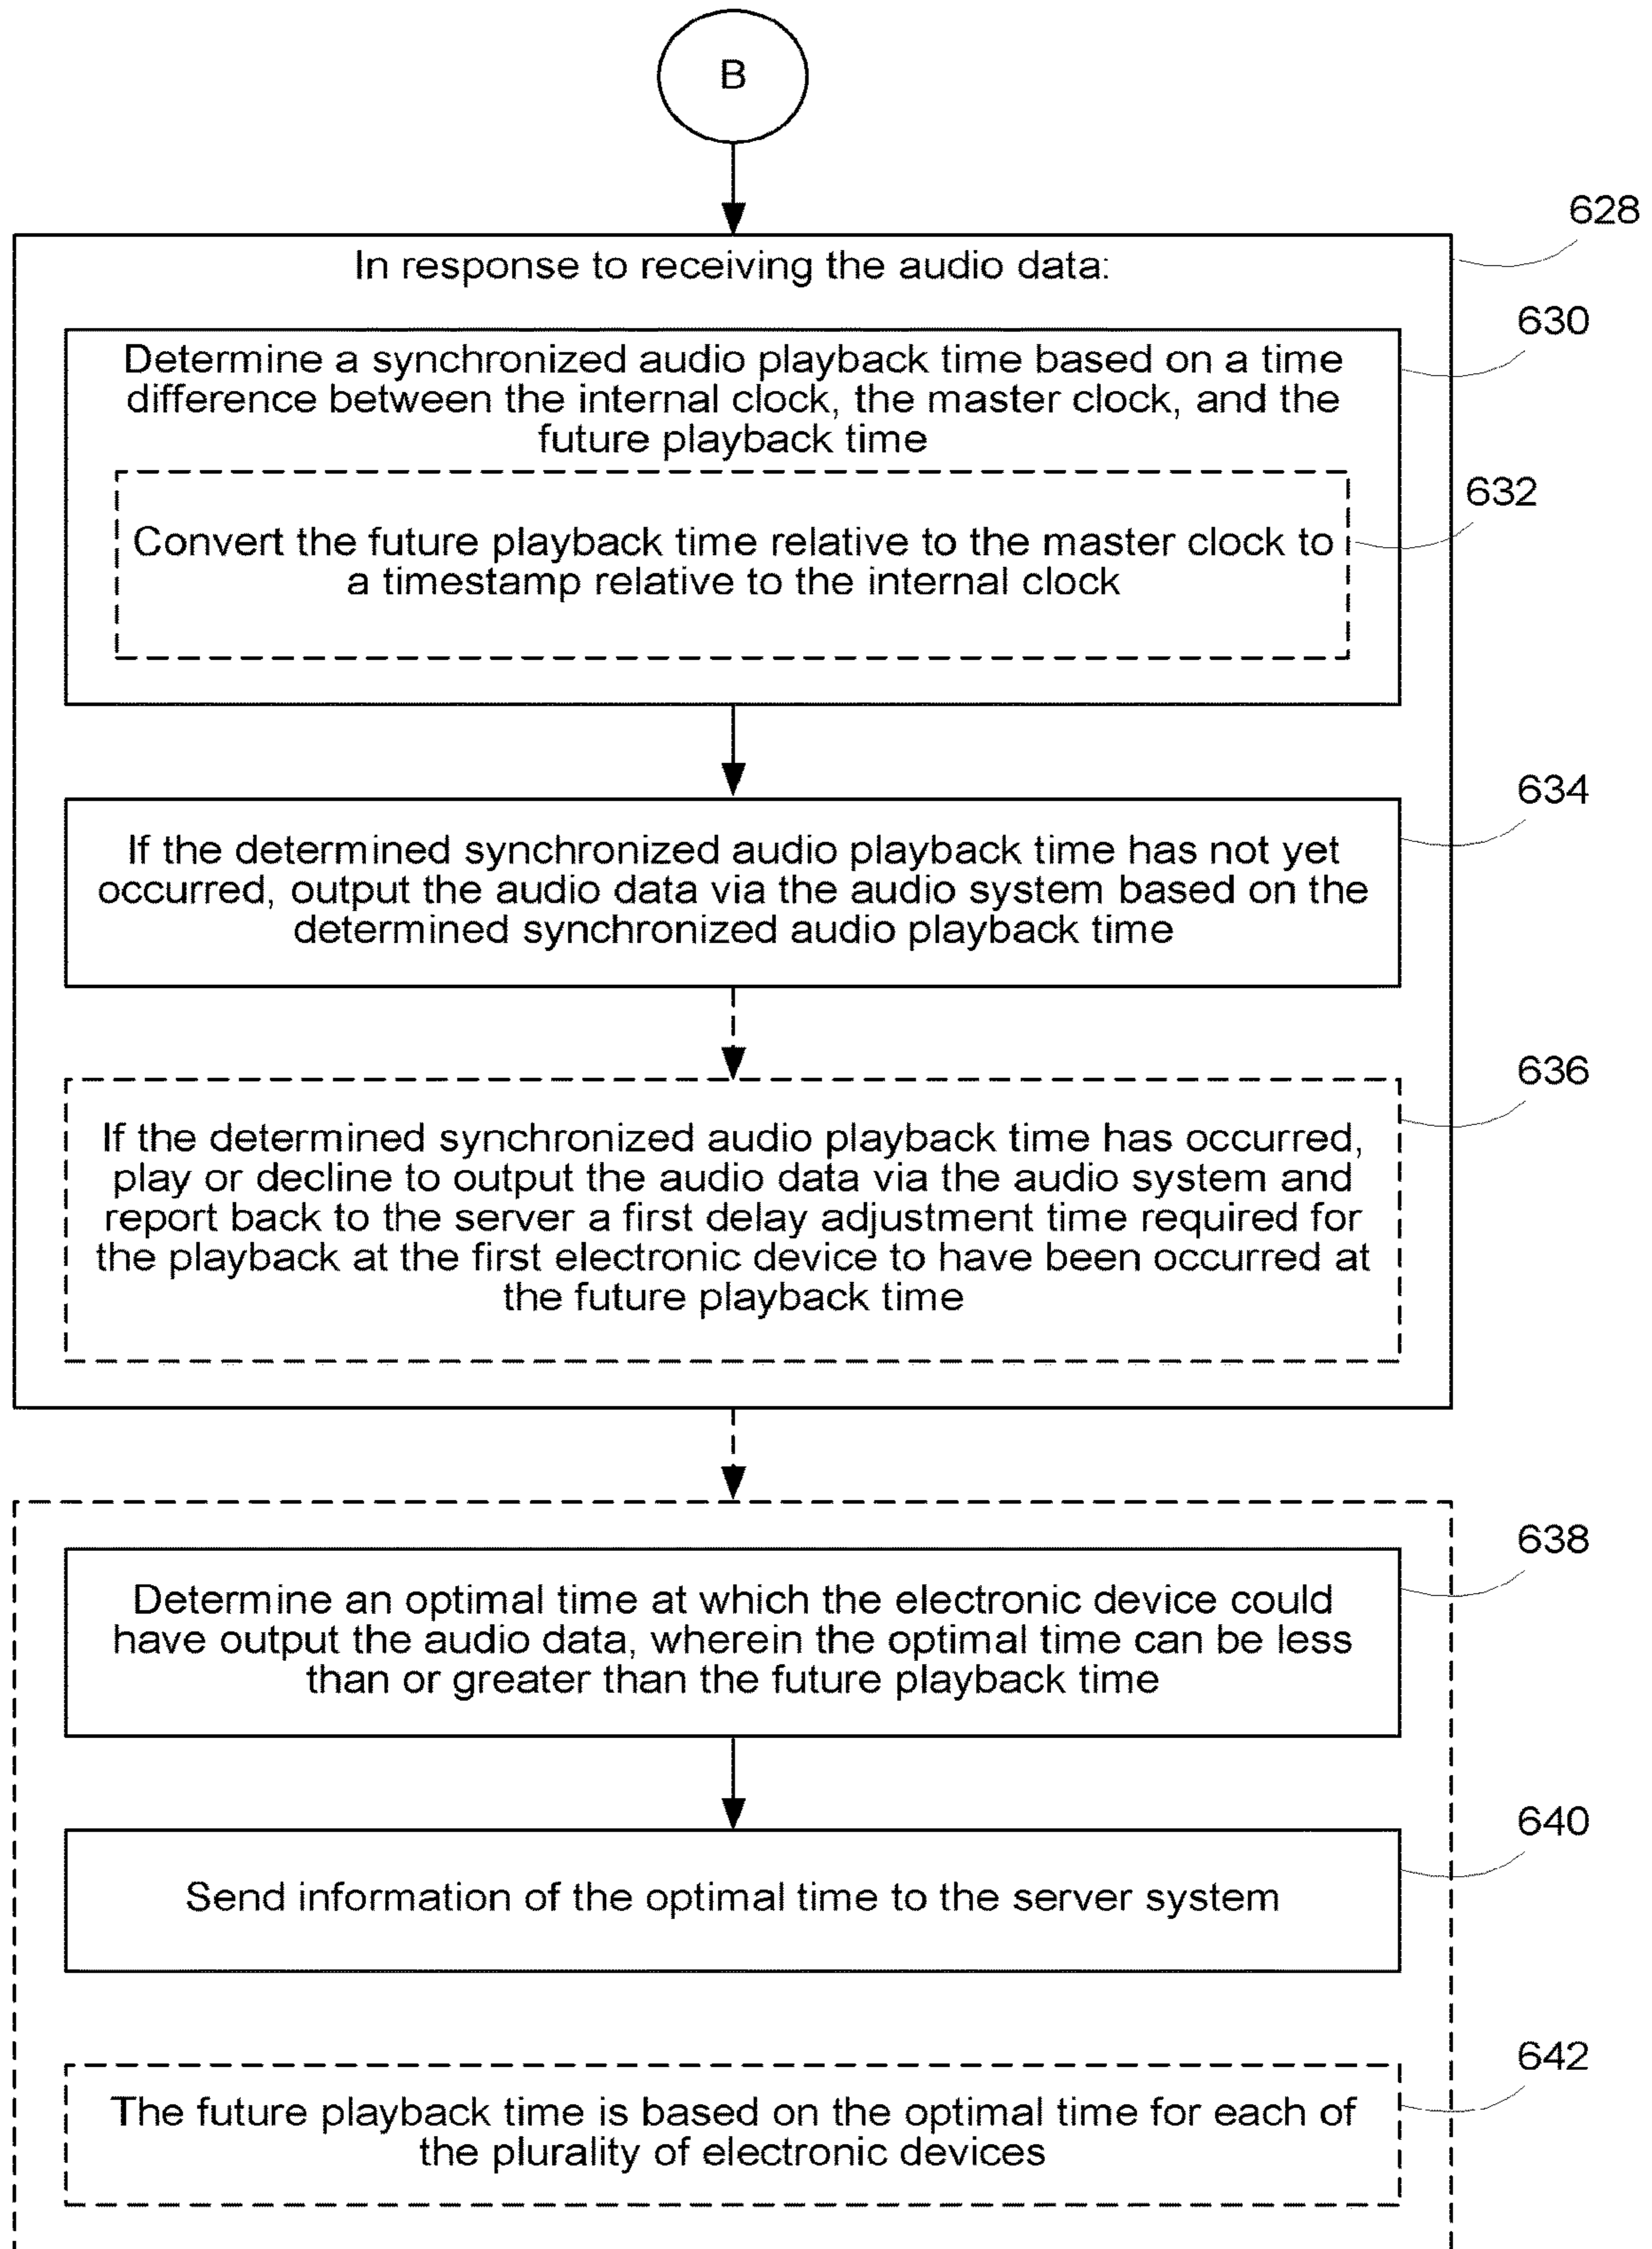 B
628
In response to receiving the audio data:
630
Determine a synchronized audio playback time based on a time
difference between the internal clock, the master clock, and the
future playback time
632
Convert the future playback time relative to the master clock to
a timestamp relative to the internal clock
634
If the determined synchronized audio playback time has not yet
occurred, output the audio data via the audio system based on the
determined synchronized audio playback time
636
If the determined synchronized audio playback time has occurred,
play or decline to output the audio data via the audio system and
report back to the server a first delay adjustment time required for
the playback at the first electronic device to have been occurred at
the future playback time
638
Determine an optimal time at which the electronic device could
have output the audio data, wherein the optimal time can be less
than or greater than the future playback time
640
Send information of the optimal time to the server system
642
The future playback time is based on the optimal time for each of
the plurality of electronic devices